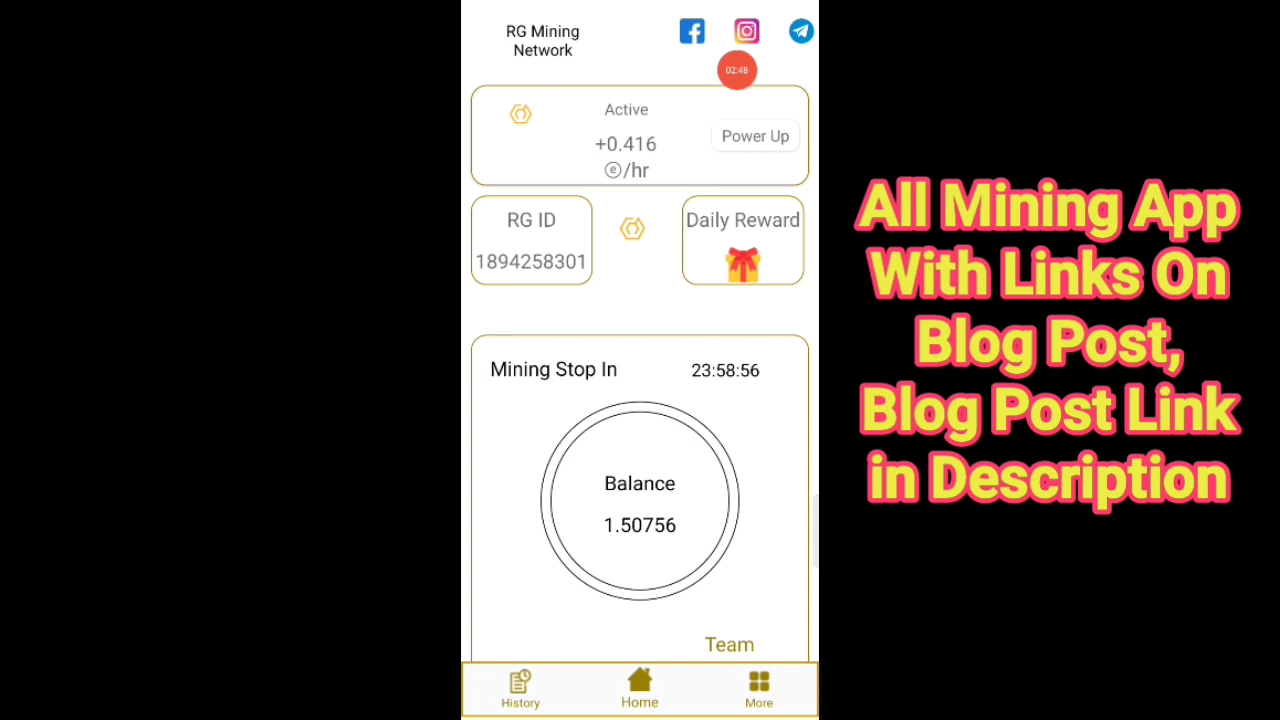 RG Mining
Network
02:48
Active
+0.416
ⓔ/hr
Power Up
RG ID
1894258301
Daily Reward
Mining Stop In
23:58:56
Balance
1.50756
Team
History
Home
More
All Mining App
With Links On
Blog Post,
Blog Post Link
in Description